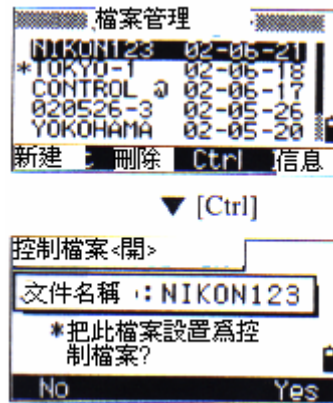 檔案管理
NIKON123 02-06-21
*TOKYO-1 02-06-18
CONTROL 02-06-17
020526-3 02-05-26
YOKOHAMA 02-05-20
新建 刪除 Ctrl 信息
▼ [Ctrl]
控制檔案<開>
文件名稱 : NIKON123
*把此檔案設置爲控
制檔案?
No Yes